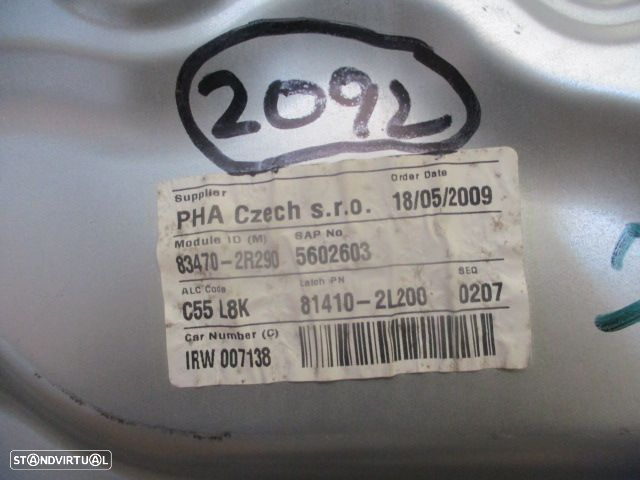 2092
Supplier
Order Date
PHA Czech s.r.o.
18/05/2009
Module ID (M)
SAP No.
83470-2R290
5602603
ALC Code
Latch PN
SEQ
C55 L8K
81410-2L200
0207
Car Number (C)
IRW 007138
STANDVIRTUAL